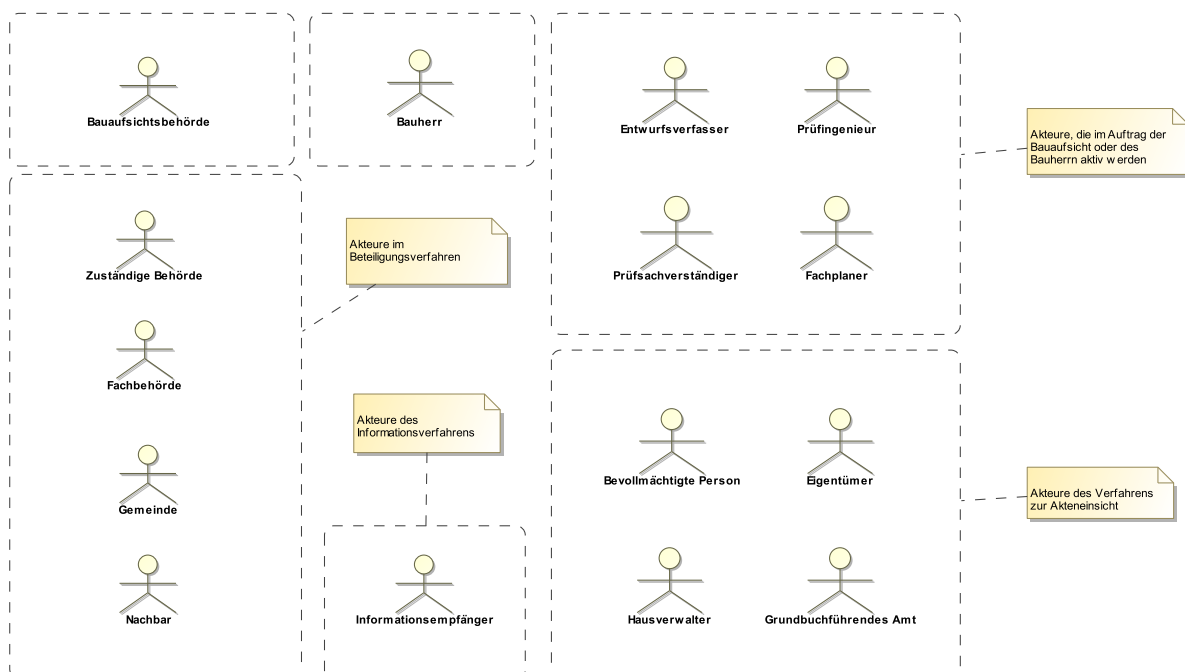 Bauaufsichtsbehörde
Bauherr
Entwurfsverfasser
Prüfingenieur
Akteure, die im Auftrag der
Bauaufsicht oder des
Bauherrn aktiv werden
Zuständige Behörde
Akteure im
Beteiligungsverfahren
Prüfsachverständiger
Fachplaner
Fachbehörde
Akteure des
Informationsverfahrens
Bevollmächtigte Person
Eigentümer
Akteure des Verfahrens
zur Akteneinsicht
Gemeinde
Nachbar
Informationsempfänger
Hausverwalter
Grundbuchführendes Amt